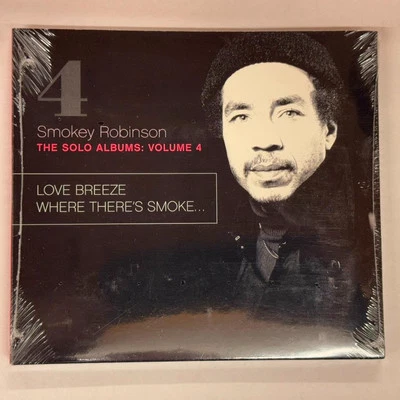 4
Smokey Robinson
THE SOLO ALBUMS: VOLUME 4
LOVE BREEZE
WHERE THERE'S SMOKE...